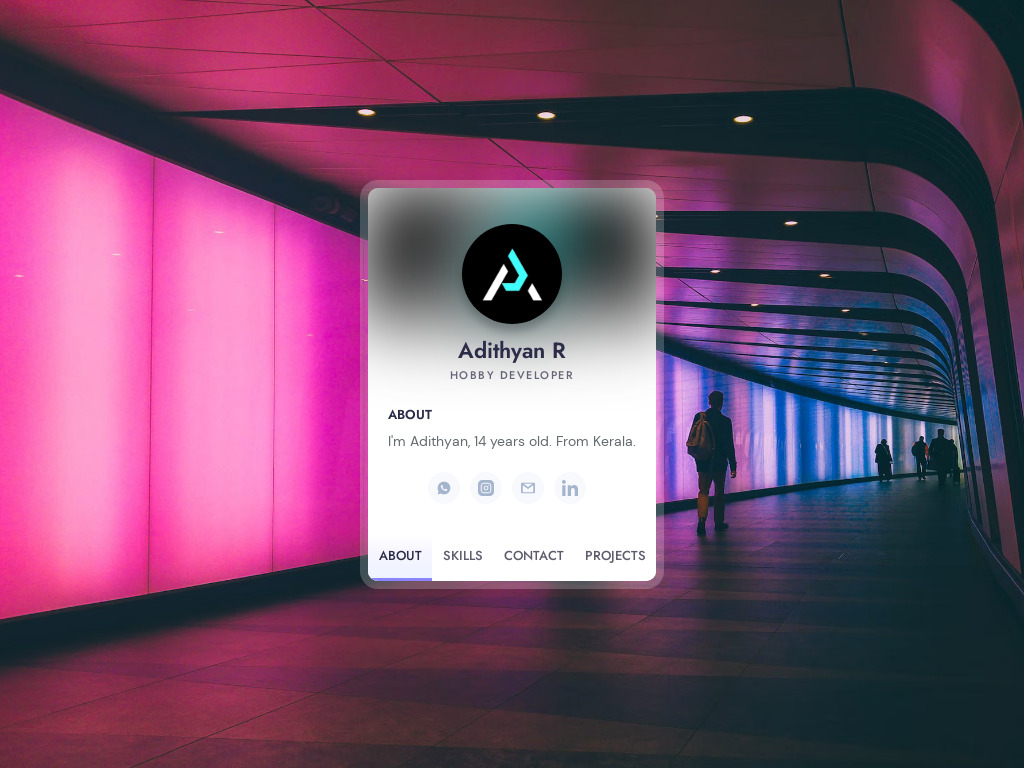 Adithyan R
HOBBY DEVELOPER
ABOUT
I'm Adithyan, 14 years old. From Kerala.
ABOUT SKILLS CONTACT PROJECTS